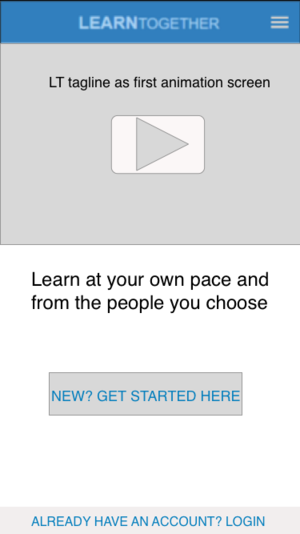 LEARNTOGETHER
LT tagline as first animation screen
Learn at your own pace and
from the people you choose
NEW? GET STARTED HERE
ALREADY HAVE AN ACCOUNT? LOGIN